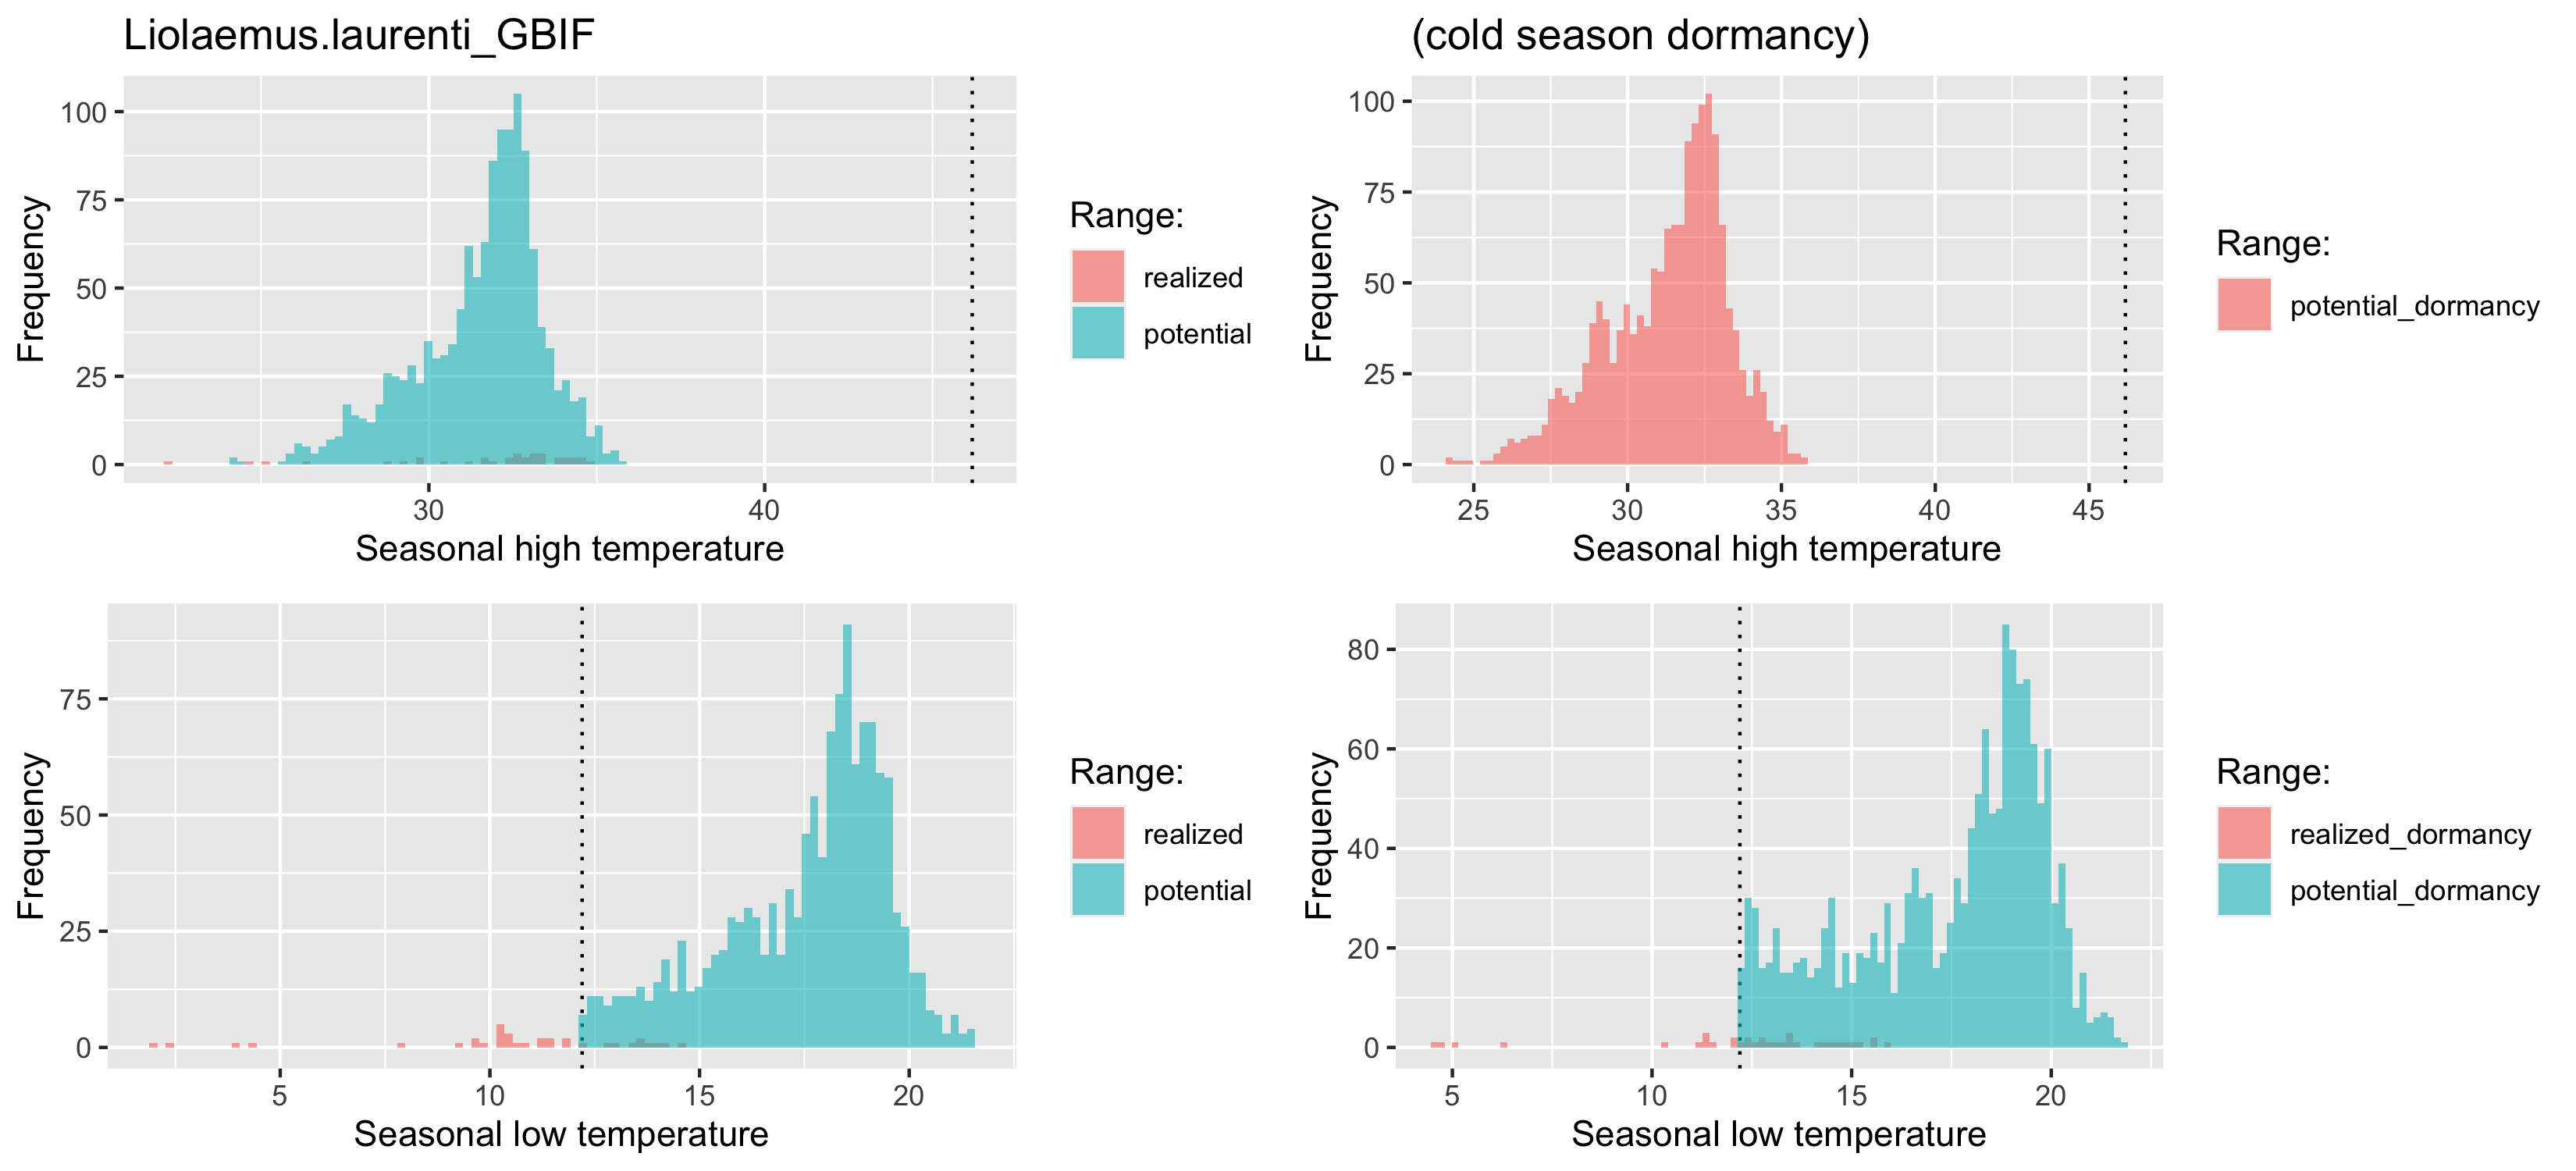 Liolaemus.laurenti_GBIF
Frequency
100
75
50
25
0
30
40
Seasonal high temperature
Range:
realized
potential
(cold season dormancy)
Frequency
100
75
50
25
0
25
30
35
40
45
Seasonal high temperature
Range:
potential_dormancy
Frequency
75
50
25
0
5
10
15
20
Seasonal low temperature
Range:
realized
potential
Frequency
80
60
40
20
0
5
10
15
20
Seasonal low temperature
Range:
realized_dormancy
potential_dormancy